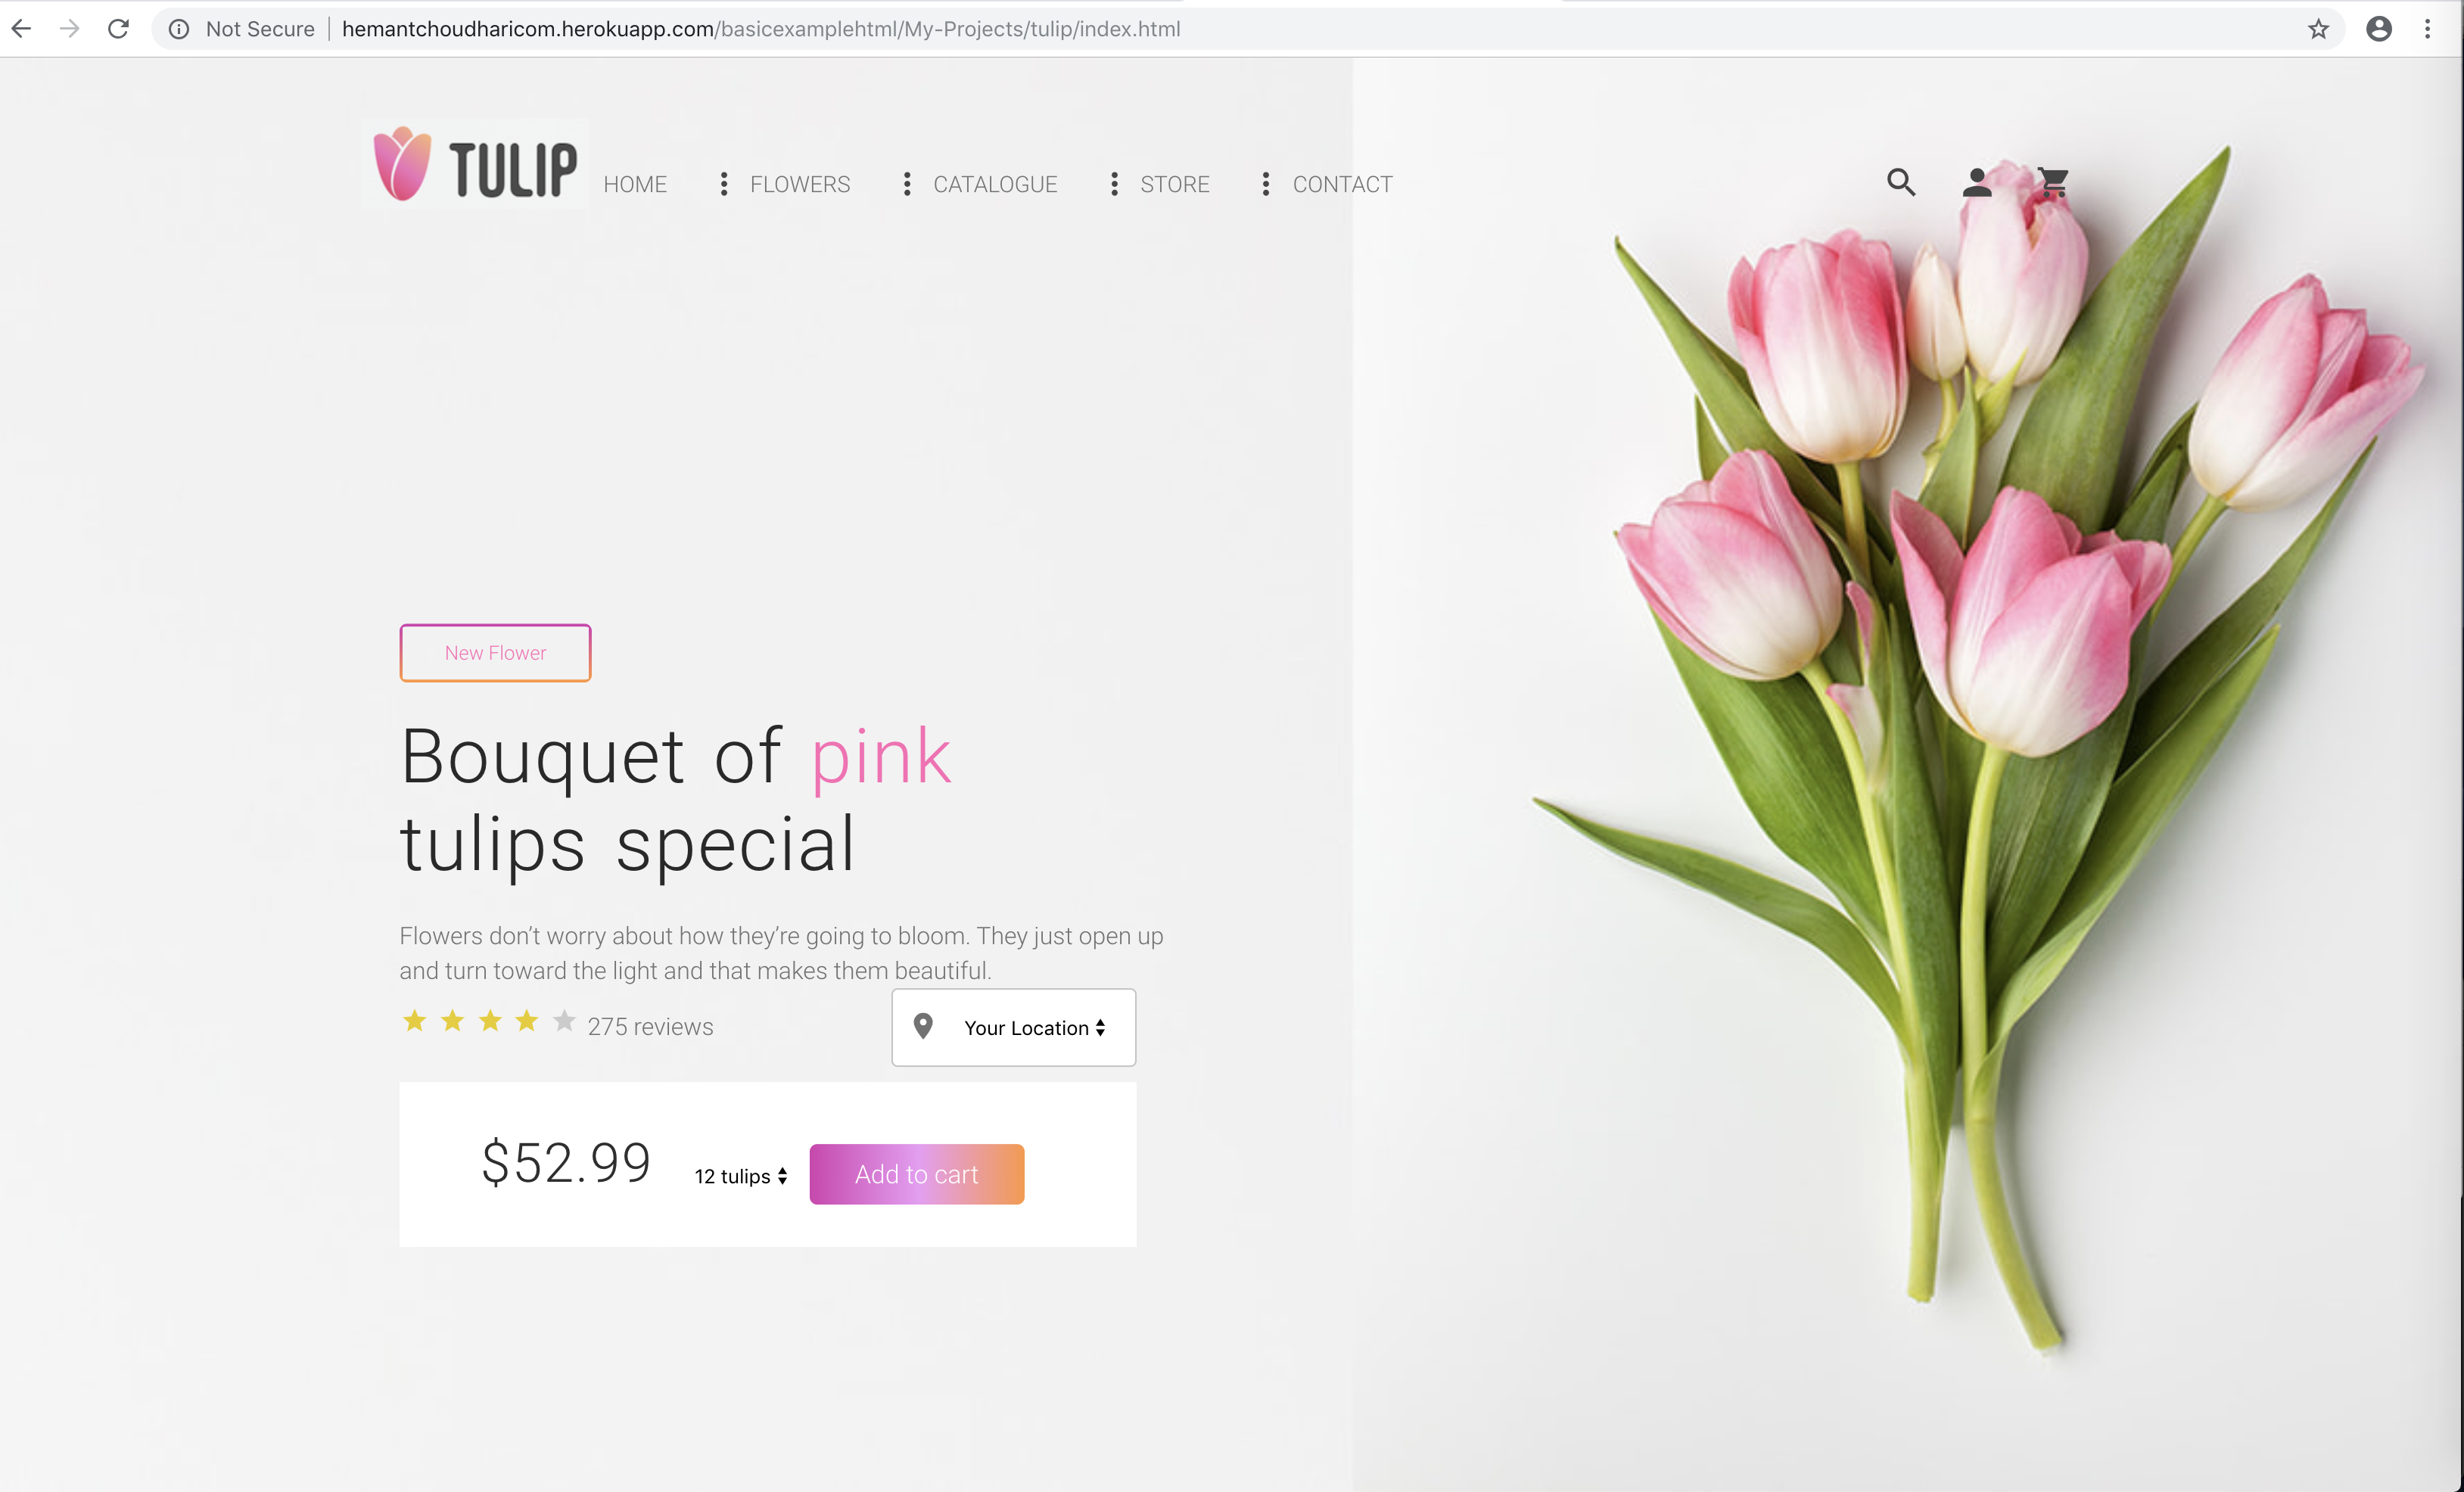 Not Secure
hemantchoudharicom.herokuapp.com/basicexamplehtml/My-Projects/tulip/index.html
TULIP
HOME
FLOWERS
CATALOGUE
STORE
CONTACT
New Flower
Bouquet of pink
tulips special
Flowers don’t worry about how they’re going to bloom. They just open up
and turn toward the light and that makes them beautiful.
275 reviews
Your Location
$52.99
12 tulips
Add to cart